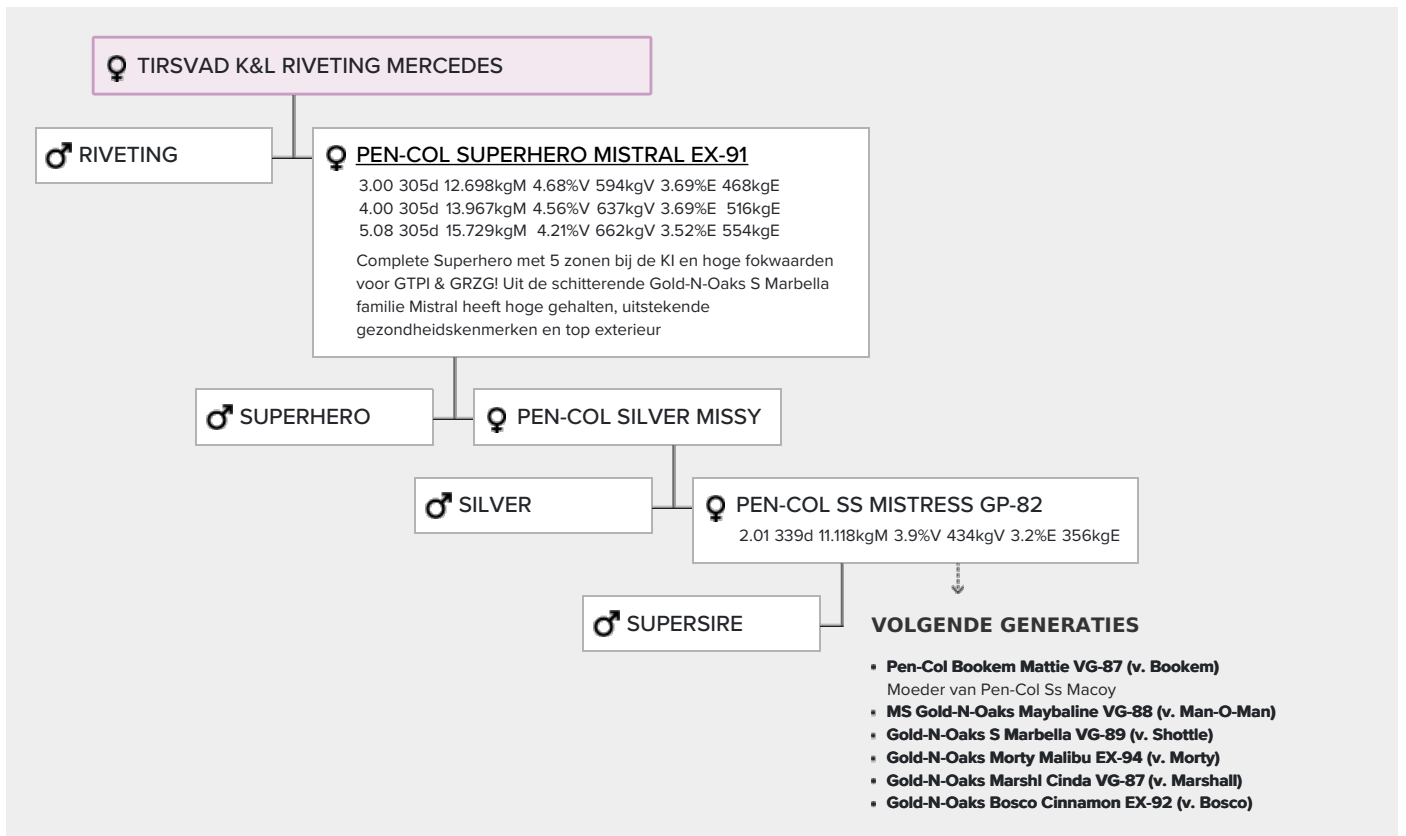 TIRSVAD K&L RIVETING MERCEDES
RIVETING
PEN-COL SUPERHERO MISTRAL EX-91
3.00 305d 12.698kgM 4.68%V 594kgV 3.69%E 468kgE
4.00 305d 13.967kgM 4.56%V 637kgV 3.69%E 516kgE
5.08 305d 15.729kgM 4.21%V 662kgV 3.52%E 554kgE
Complete Superhero met 5 zonen bij de KI en hoge fokwaarden
voor GTPI & GRZG! Uit de schitterende Gold-N-Oaks S Marbella
familie Mistral heeft hoge gehalten, uitstekende
gezondheidskenmerken en top exterieur
SUPERHERO
PEN-COL SILVER MISSY
SILVER
PEN-COL SS MISTRESS GP-82
2.01 339d 11.118kgM 3.9%V 434kgV 3.2%E 356kgE
SUPERSIRE
VOLGENDE GENERATIES
Pen-Col Bookem Mattie VG-87 (v. Bookem)
Moeder van Pen-Col Ss Macoy
MS Gold-N-Oaks Maybaline VG-88 (v. Man-O-Man)
Gold-N-Oaks S Marbella VG-89 (v. Shottle)
Gold-N-Oaks Morty Malibu EX-94 (v. Morty)
Gold-N-Oaks Marshl Cinda VG-87 (v. Marshall)
Gold-N-Oaks Bosco Cinnamon EX-92 (v. Bosco)